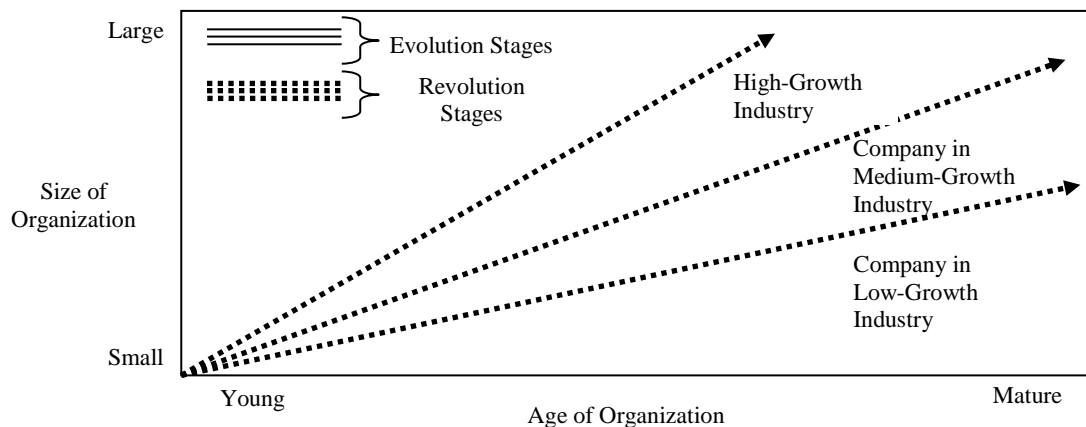 Large
Evolution Stages
Revolution
Stages
High-Growth
Industry
Company in
Medium-Growth
Industry
Size of
Organization
Company in
Low-Growth
Industry
Small
Young
Mature
Age of Organization